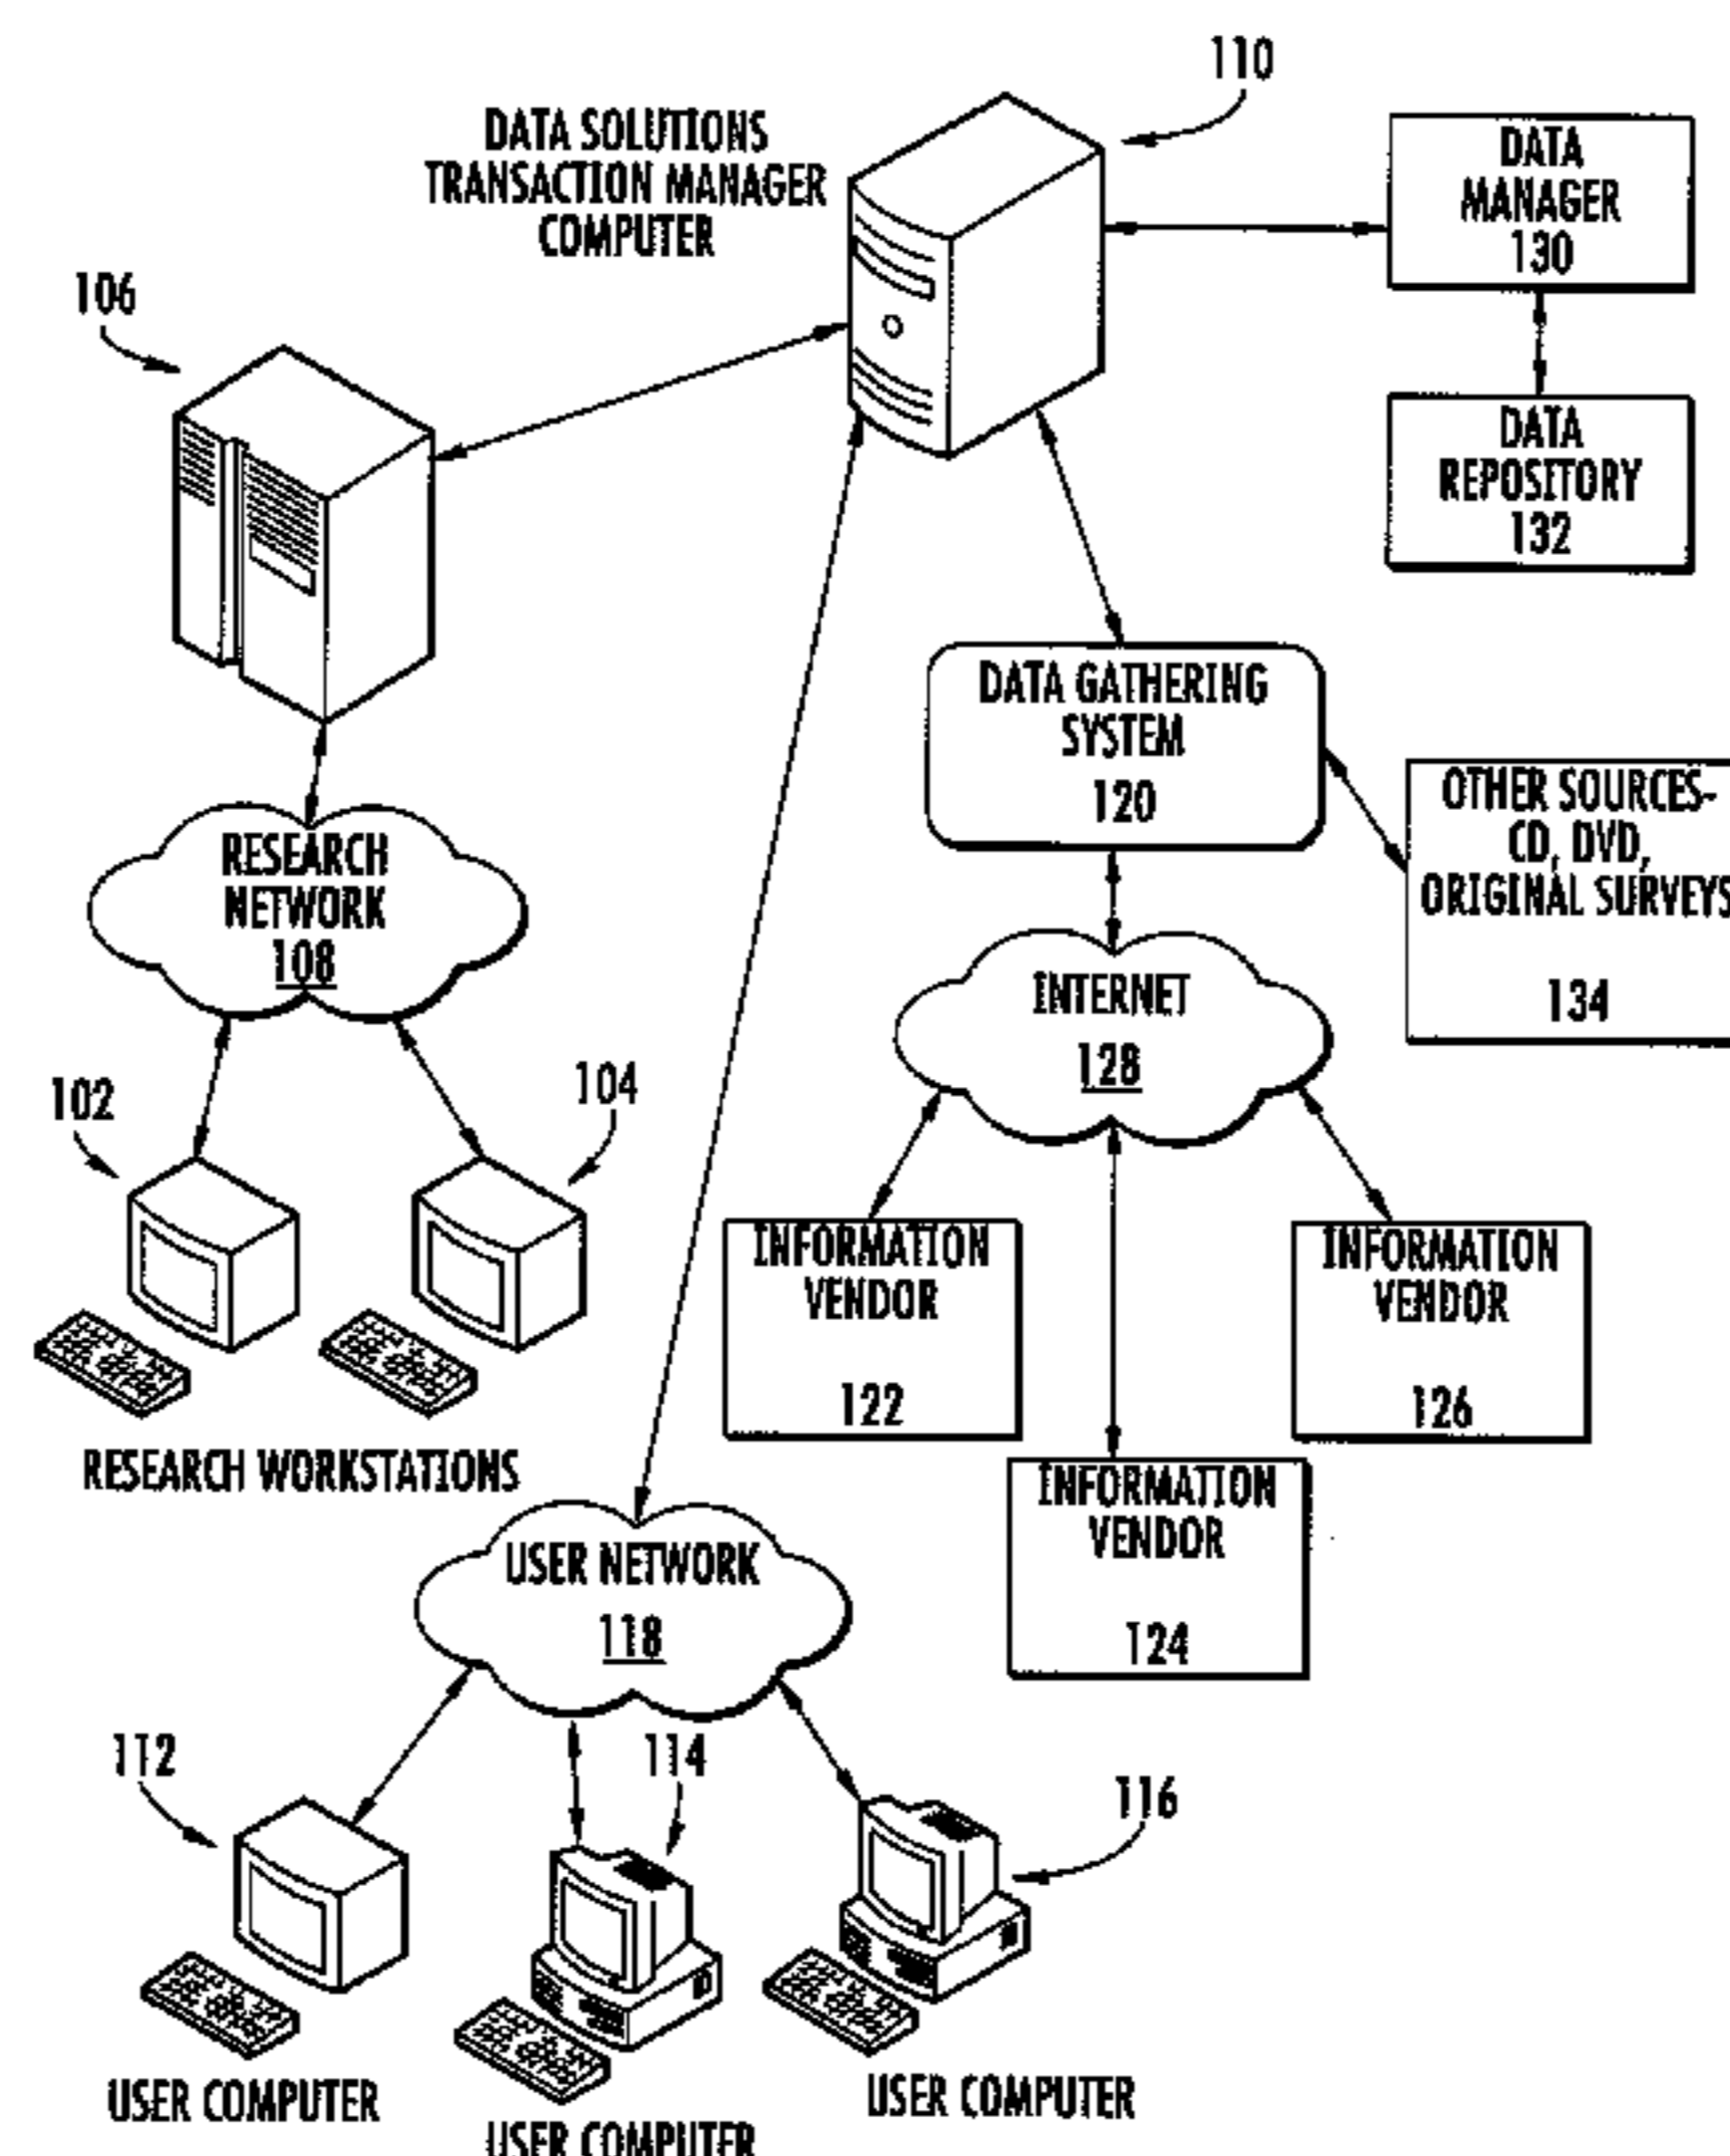 110
DATA SOLUTIONS
TRANSACTION MANAGER
COMPUTER
DATA
MANAGER
130
106
DATA
REPOSITORY
132
DATA GATHERING
SYSTEM
120
OTHER SOURCES-
CD, DVD,
ORIGINAL SURVEYS
134
RESEARCH
NETWORK
108
INTERNET
128
102
104
INFORMATION
VENDOR
122
INFORMATION
VENDOR
126
RESEARCH WORKSTATIONS
INFORMATION
VENDOR
124
USER NETWORK
118
112
114
116
USER COMPUTER
USER COMPUTER
USER COMPUTER